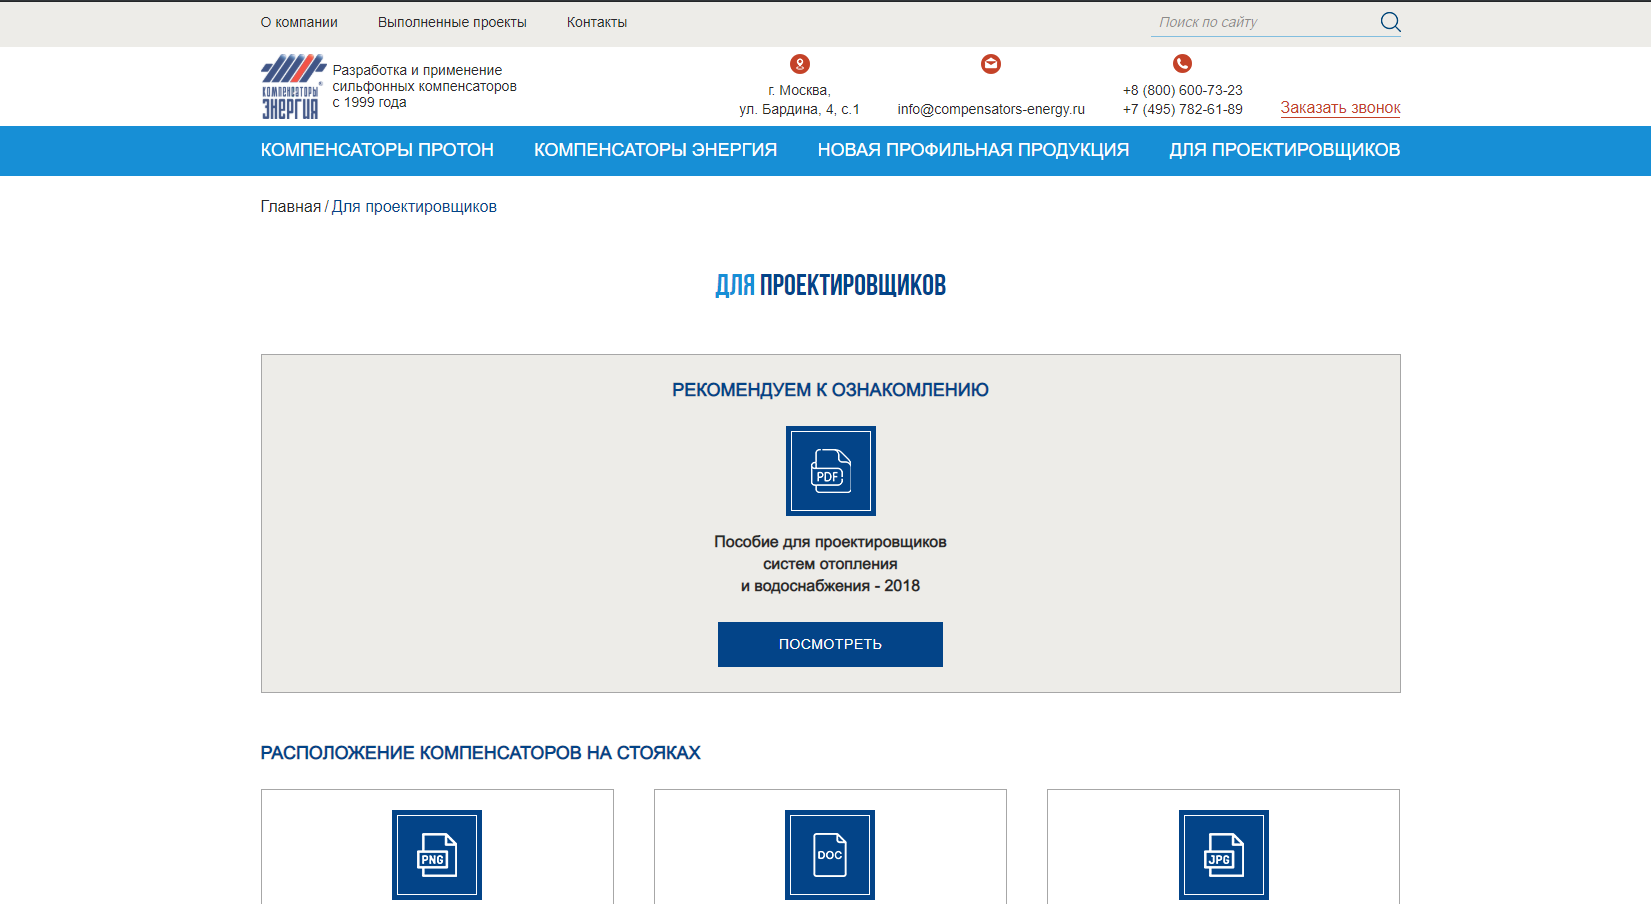 О компании
Выполненные проекты
Контакты
Поиск по сайту
КОМПЕНСАТОРЫ
ЭНЕРГИЯ
Разработка и применение
сильфонных компенсаторов
с 1999 года
г. Москва,
ул. Бардина, 4, с.1
info@compensators-energy.ru
+8 (800) 600-73-23
+7 (495) 782-61-89
Заказать звонок
КОМПЕНСАТОРЫ ПРОТОН
КОМПЕНСАТОРЫ ЭНЕРГИЯ
НОВАЯ ПРОФИЛЬНАЯ ПРОДУКЦИЯ
ДЛЯ ПРОЕКТИРОВЩИКОВ
Главная / Для проектировщиков
ДЛЯ ПРОЕКТИРОВЩИКОВ
РЕКОМЕНДУЕМ К ОЗНАКОМЛЕНИЮ
PDF
Пособие для проектировщиков
систем отопления
и водоснабжения - 2018
ПОСМОТРЕТЬ
РАСПОЛОЖЕНИЕ КОМПЕНСАТОРОВ НА СТОЯКАХ
PNG
DOC
JPG